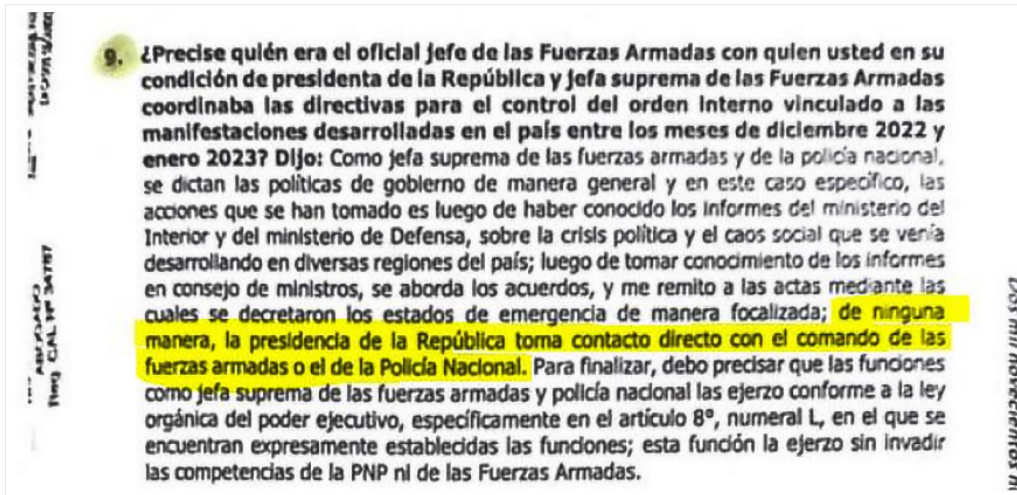 9. ¿Precise quién era el oficial jefe de las Fuerzas Armadas con quien usted en su
condición de presidenta de la República y jefa suprema de las Fuerzas Armadas
coordinaba las directivas para el control del orden interno vinculado a las
manifestaciones desarrolladas en el país entre los meses de diciembre 2022 y
enero 2023? Dijo: Como jefa suprema de las fuerzas armadas y de la policía nacional,
se dictan las políticas de gobierno de manera general y en este caso específico, las
acciones que se han tomado es luego de haber conocido los informes del ministerio del
Interior y del ministerio de Defensa, sobre la crisis política y el caos social que se venía
desarrollando en diversas regiones del país; luego de tomar conocimiento de los informes
en consejo de ministros, se aborda los acuerdos, y me remito a las actas mediante las
cuales se decretaron los estados de emergencia de manera focalizada; de ninguna
manera, la presidencia de la República toma contacto directo con el comando de las
fuerzas armadas o el de la Policía Nacional. Para finalizar, debo precisar que las funciones
como jefa suprema de las fuerzas armadas y policía nacional las ejerzo conforme a la ley
orgánica del poder ejecutivo, específicamente en el artículo 8º, numeral L, en el que se
encuentran expresamente establecidas las funciones; esta función la ejerzo sin invadir
las competencias de la PNP ni de las Fuerzas Armadas.
ABOGADO
Reg. CAL Nº 34787
Dos mil novecientos